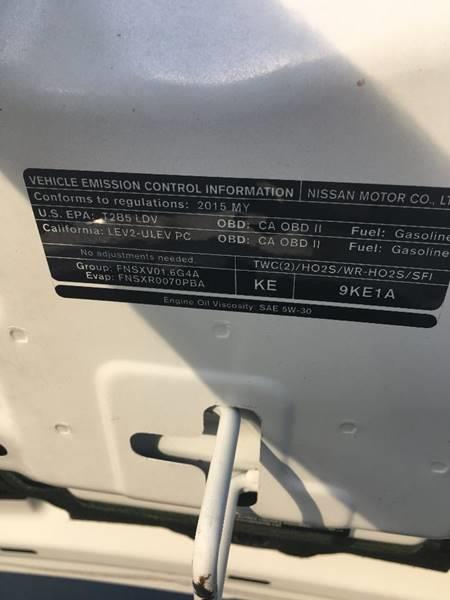 VEHICLE EMISSION CONTROL INFORMATION NISSAN MOTOR CO., LT
Conforms to regulations: 2015 MY
U.S. EPA: T2B5 LDV OBD: CA OBD II Fuel: Gasoline
California: LEV2-ULEV PC OBD: CA OBD II Fuel: Gasoline
No adjustments needed.
Group: FNSXV01.6G4A TWC(2)/HO2S/WR-HO2S/SFI
Evap: FNSXR0070PBA KE 9KE1A
Engine Oil Viscosity: SAE 5W-30